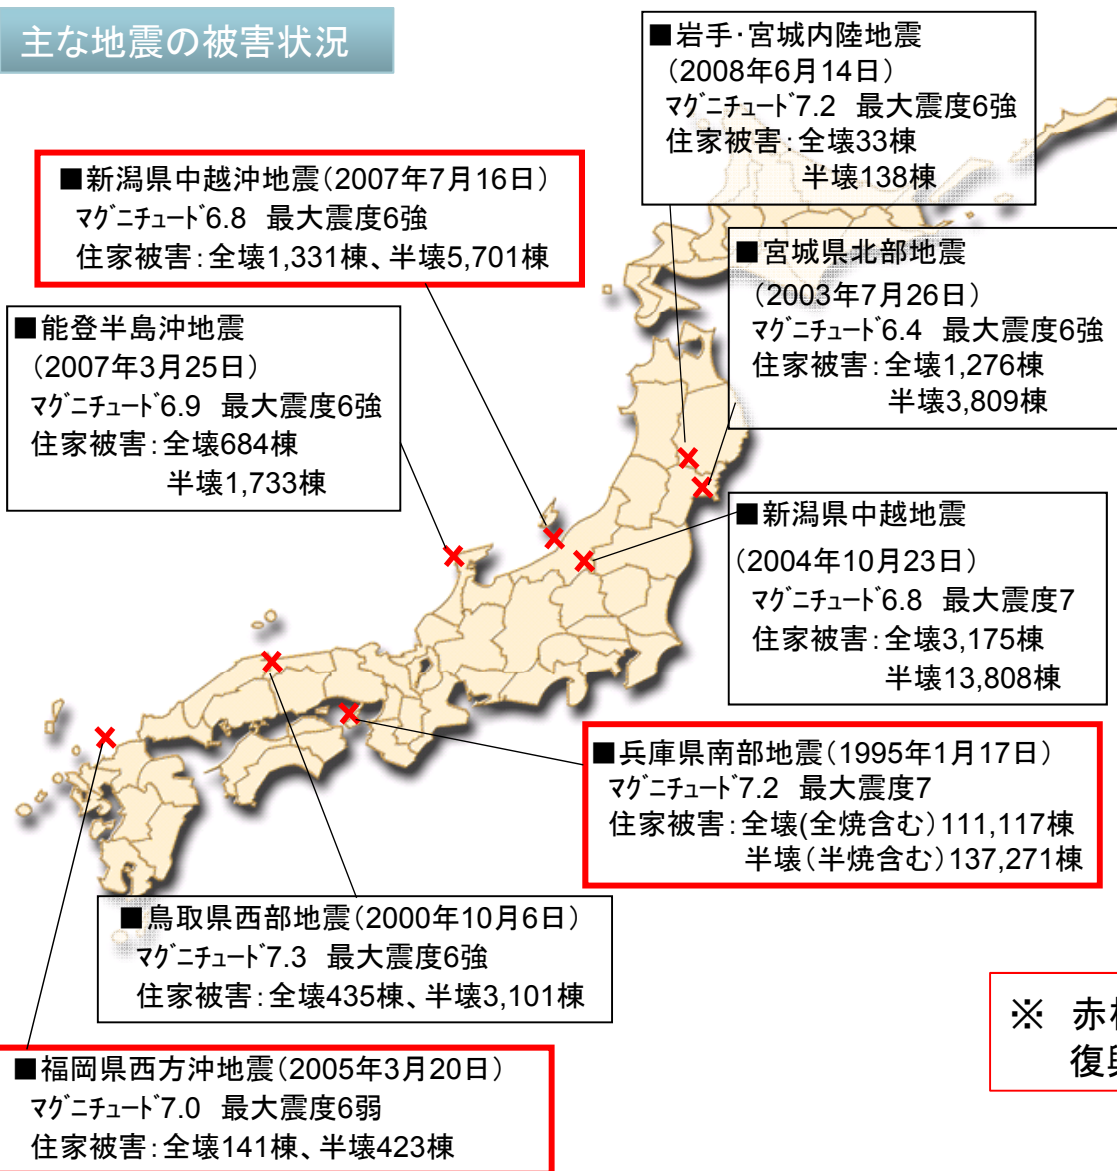 主な地震の被害状況
■岩手・宮城内陸地震
（2008年6月14日）
ﾏｸﾞﾆﾁｭｰﾄﾞ7.2 最大震度6強
住家被害：全壊33棟
半壊138棟
■新潟県中越沖地震（2007年7月16日）
ﾏｸﾞﾆﾁｭｰﾄﾞ6.8 最大震度6強
住家被害：全壊1,331棟、半壊5,701棟
■宮城県北部地震
（2003年7月26日）
ﾏｸﾞﾆﾁｭｰﾄﾞ6.4 最大震度6強
住家被害：全壊1,276棟
半壊3,809棟
■能登半島沖地震
（2007年3月25日）
ﾏｸﾞﾆﾁｭｰﾄﾞ6.9 最大震度6強
住家被害：全壊684棟
半壊1,733棟
■新潟県中越地震
（2004年10月23日）
ﾏｸﾞﾆﾁｭｰﾄﾞ6.8 最大震度7
住家被害：全壊3,175棟
半壊13,808棟
■兵庫県南部地震（1995年1月17日）
ﾏｸﾞﾆﾁｭｰﾄﾞ7.2 最大震度7
住家被害：全壊(全焼含む）111,117棟
半壊（半焼含む）137,271棟
■鳥取県西部地震（2000年10月6日）
ﾏｸﾞﾆﾁｭｰﾄﾞ7.3 最大震度6強
住家被害：全壊435棟、半壊3,101棟
■福岡県西方沖地震（2005年3月20日）
ﾏｸﾞﾆﾁｭｰﾄﾞ7.0 最大震度6弱
住家被害：全壊141棟、半壊423棟
※ 赤
復